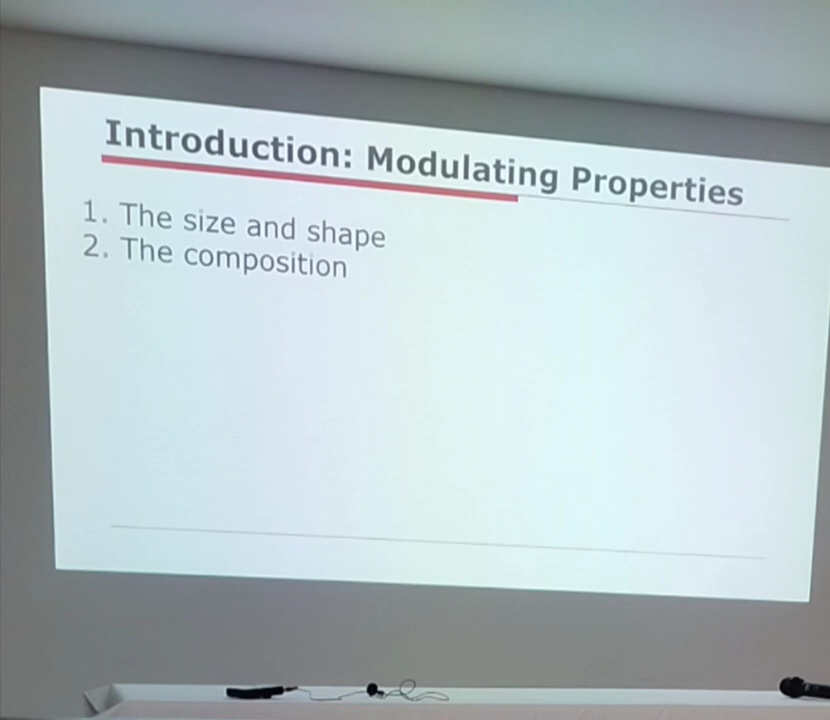 Introduction: Modulating Properties
1. The size and shape
2. The composition